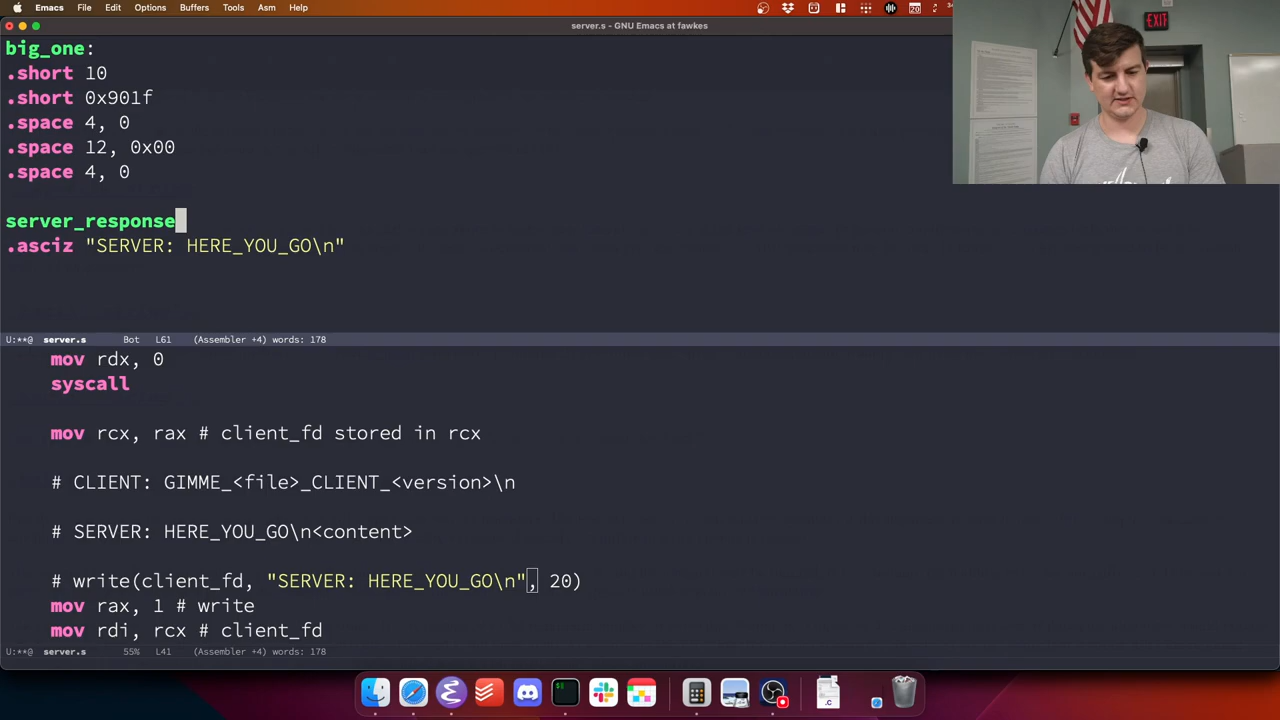 Emacs File Edit Options Buffers Tools Asm Help
20
server.s - GNU Emacs at fawkes
EXIT
big_one:
.short 10
.short 0x901f
.space 4, 0
.space 12, 0x00
.space 4, 0
server_response
.asciz "SERVER: HERE_YOU_GO\n"
U:**@ server.s Bot L61 (Assembler +4) words: 178
mov rdx, 0
syscall
mov rcx, rax # client_fd stored in rcx
# CLIENT: GIMME_<file>_CLIENT_<version>\n
# SERVER: HERE_YOU_GO\n<content>
# write(client_fd, "SERVER: HERE_YOU_GO\n", 20)
mov rax, 1 # write
mov rdi, rcx # client_fd
U:**@ server.s 55% L41 (Assembler +4) words: 178
.C